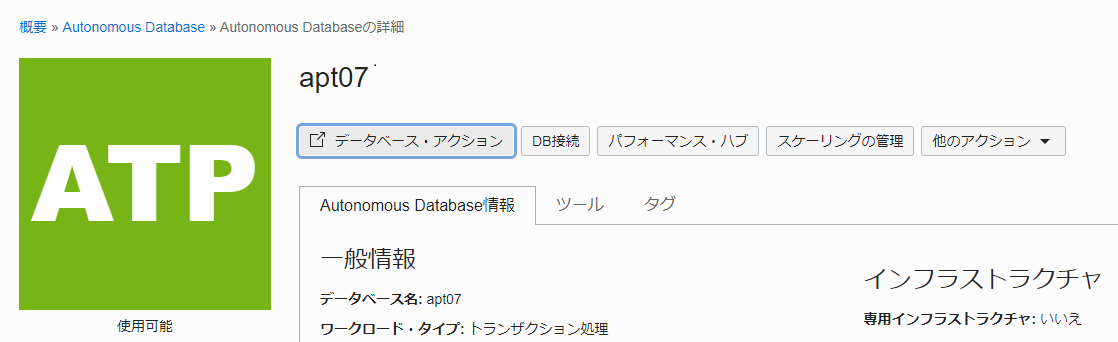 概要 » Autonomous Database » Autonomous Databaseの詳細
ATP
使用可能
apt07
データベース・アクション
DB接続
パフォーマンス・ハブ
スケーリングの管理
他のアクション
Autonomous Database情報
ツール
タグ
一般情報
データベース名: apt07
ワークロード・タイプ: トランザクション処理
インフラストラクチャ
専用インフラストラクチャ: いいえ